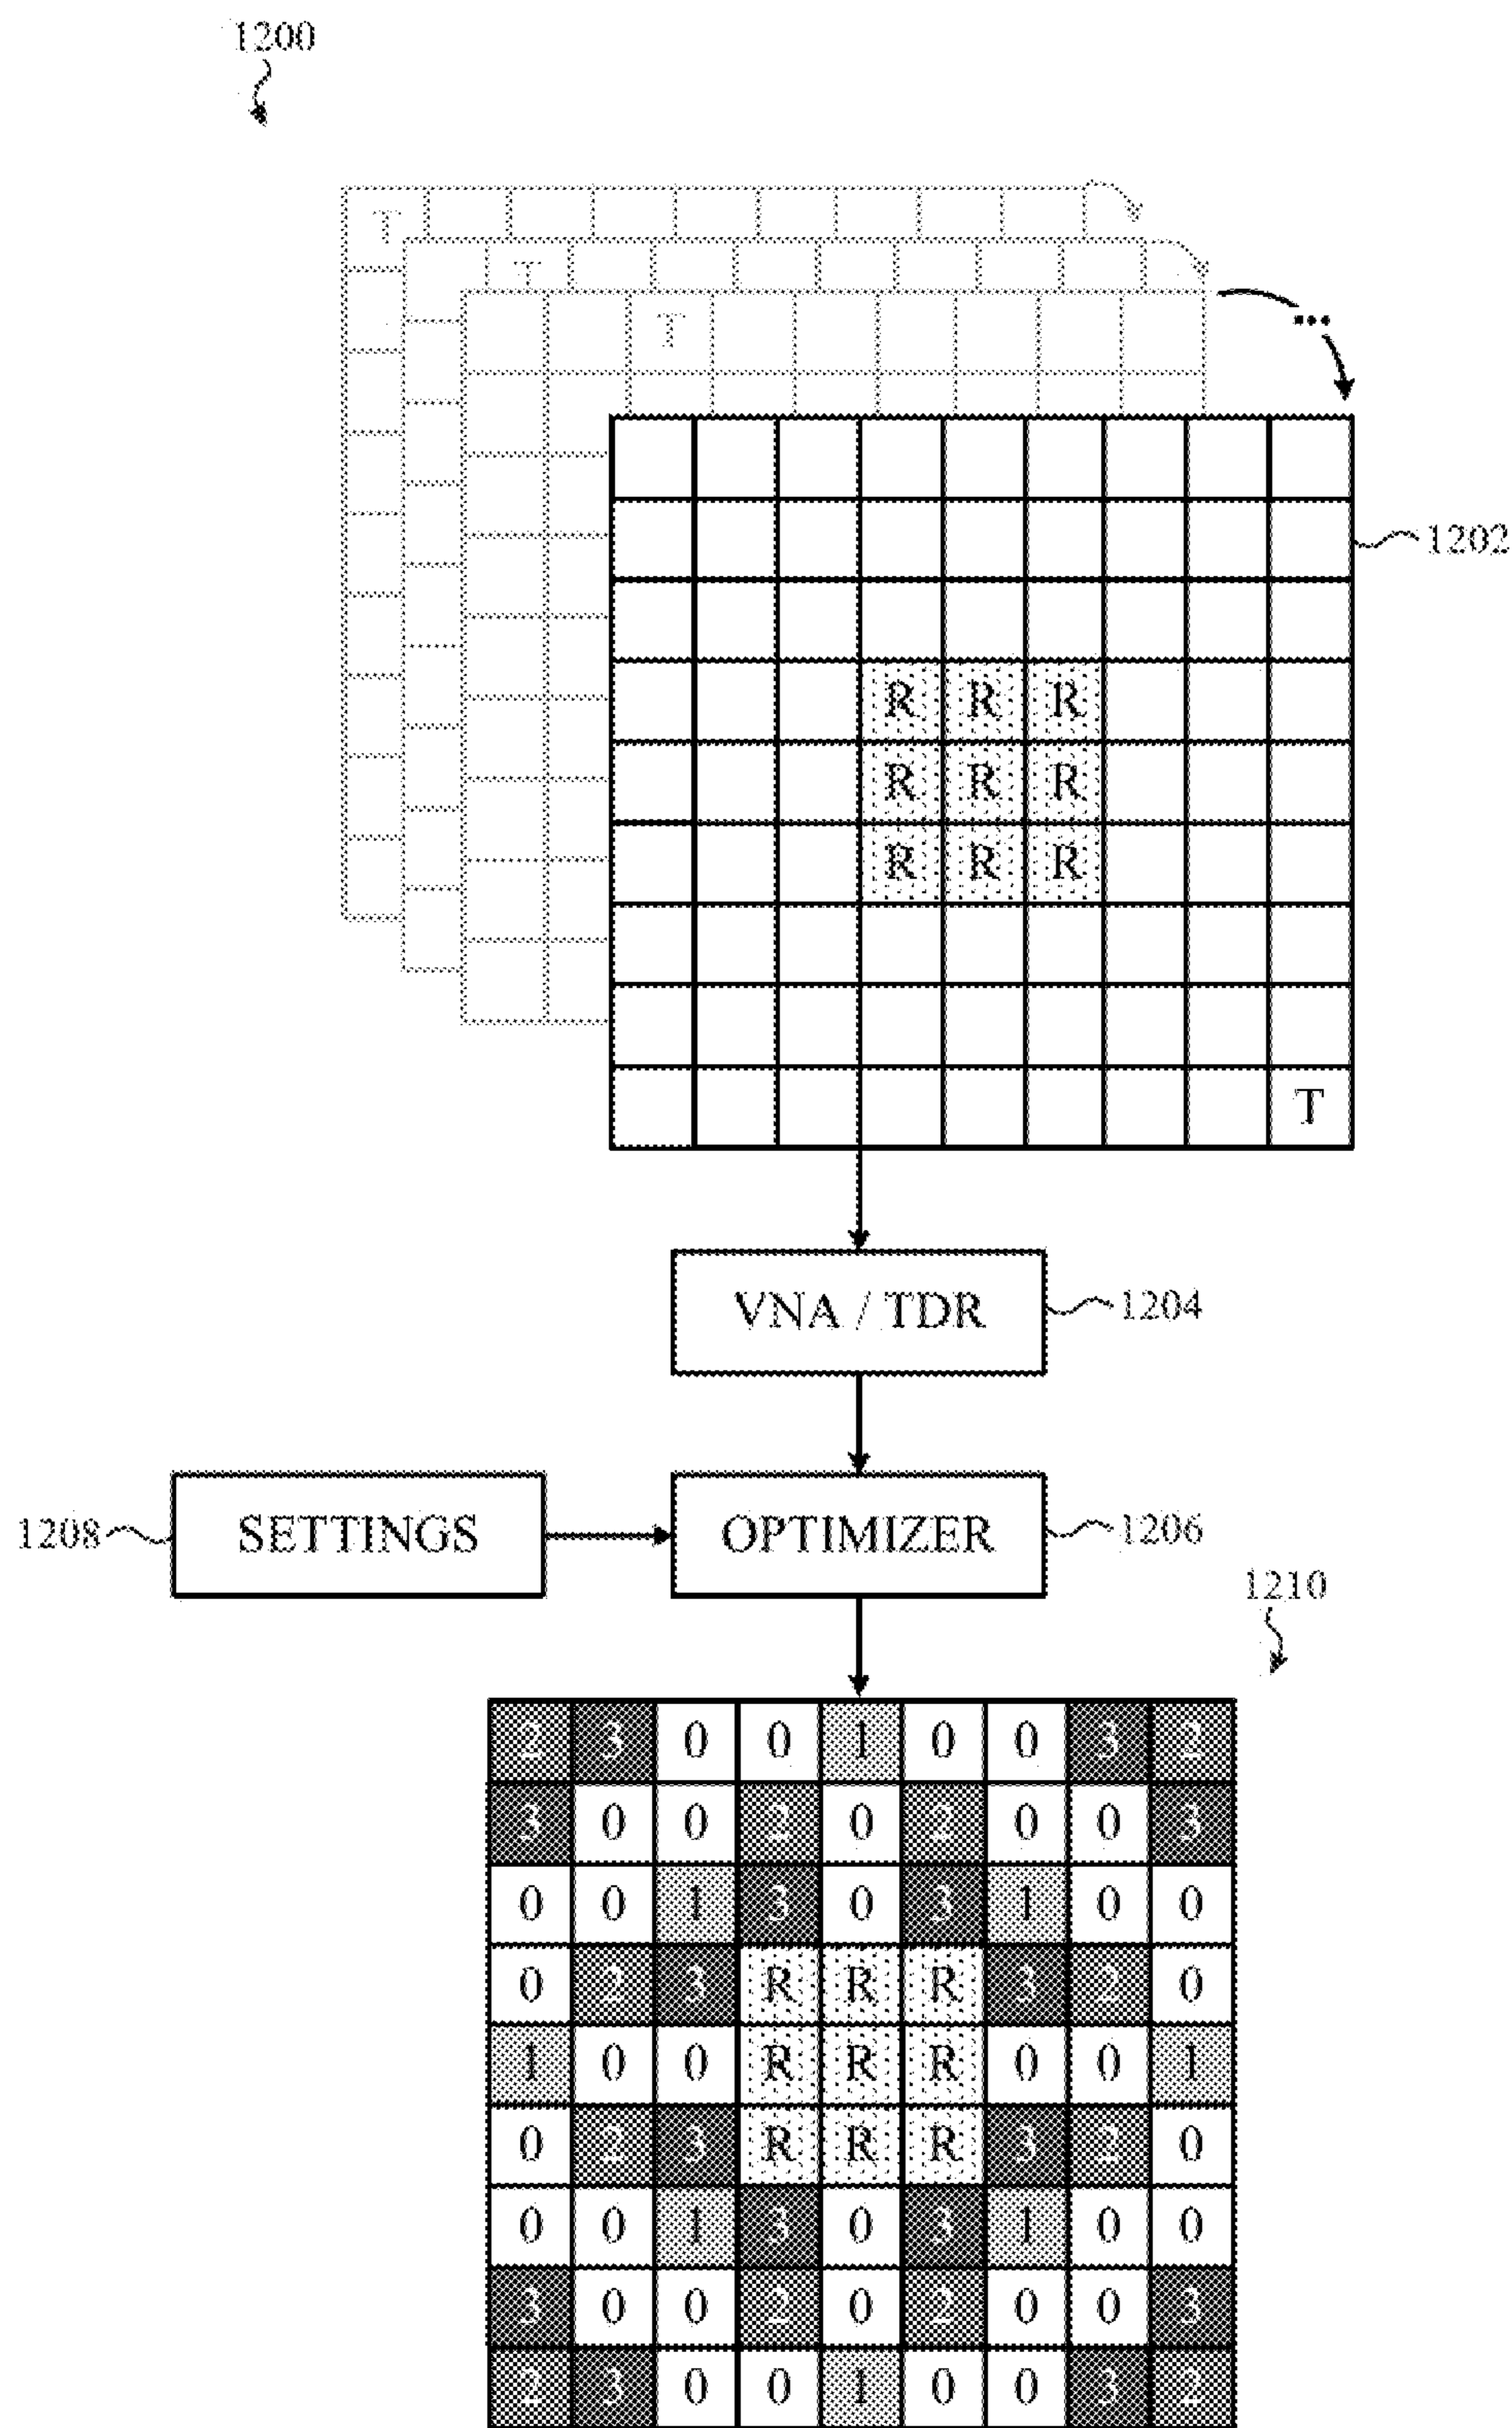 1200
T
T
T
1202
R R R
R R R
R R R
T
VNA / TDR
1204
1208
SETTINGS
OPTIMIZER
1206
1210
2 3 0 0 1 0 0 3 2
3 0 0 2 0 2 0 0 3
0 0 1 3 0 3 1 0 0
0 2 3 R R R 3 2 0
1 0 0 R R R 0 0 1
0 2 3 R R R 3 2 0
0 0 1 3 0 3 1 0 0
3 0 0 2 0 2 0 0 3
2 3 0 0 1 0 0 3 2